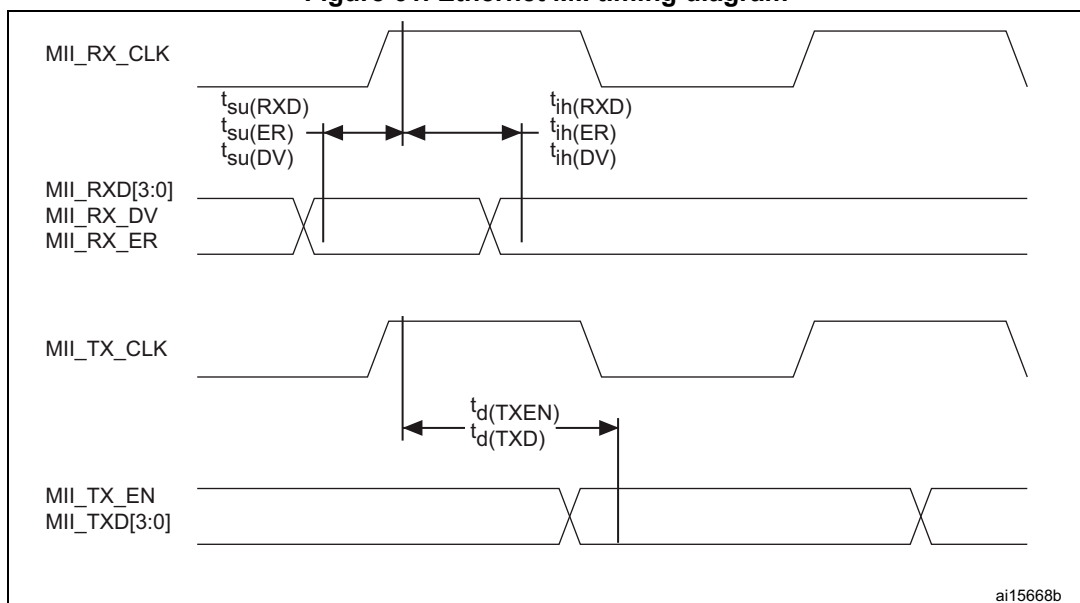 MII_RX_CLK
tsu(RXD)
tsu(ER)
tsu(DV)
tih(RXD)
tih(ER)
tih(DV)
MII_RXD[3:0]
MII_RX_DV
MII_RX_ER
MII_TX_CLK
td(TXEN)
td(TXD)
MII_TX_EN
MII_TXD[3:0]
ai15668b